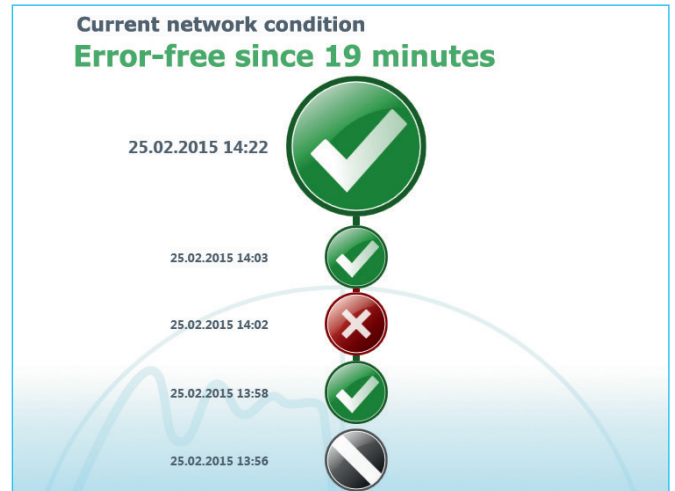 Current network condition
Error-free since 19 minutes
25.02.2015 14:22
25.02.2015 14:03
25.02.2015 14:02
25.02.2015 13:58
25.02.2015 13:56